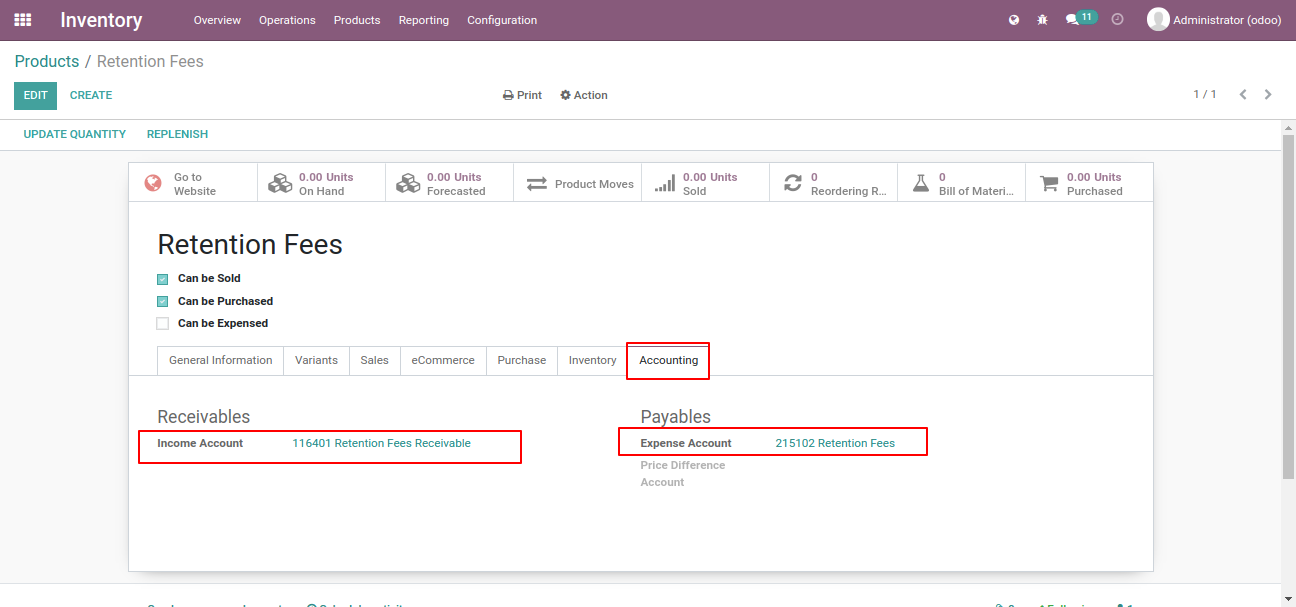 Inventory Overview Operations Products Reporting Configuration 11 Administrator (odoo)
Products / Retention Fees
EDIT CREATE Print Action 1 / 1
UPDATE QUANTITY REPLENISH
Go to
Website
0.00 Units
On Hand
0.00 Units
Forecasted
Product Moves
0.00 Units
Sold
0
Reordering R...
0
Bill of Materi...
0.00 Units
Purchased
Retention Fees
Can be Sold
Can be Purchased
Can be Expensed
General Information Variants Sales eCommerce Purchase Inventory Accounting
Receivables
Income Account 116401 Retention Fees Receivable
Payables
Expense Account 215102 Retention Fees
Price Difference
Account